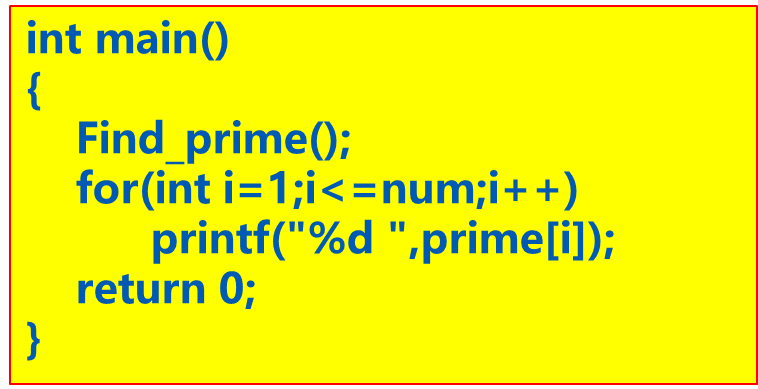 int main()
{
Find_prime();
for(int i=1;i<=num;i++)
printf("%d ",prime[i]);
return 0;
}